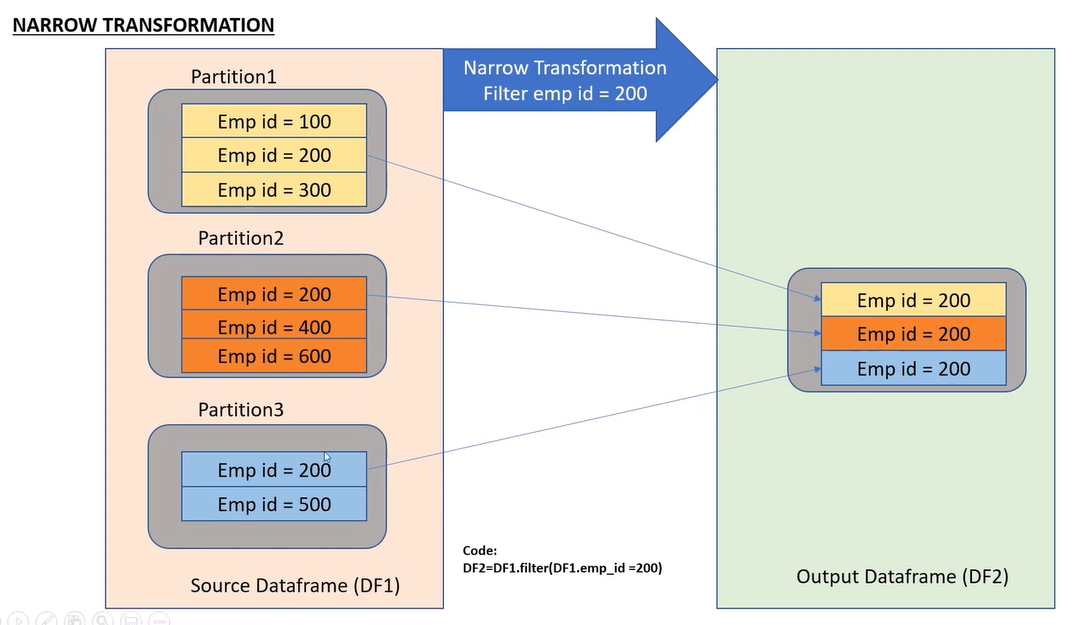 NARROW TRANSFORMATION
Partition1
Emp id = 100
Emp id = 200
Emp id = 300
Partition2
Emp id = 200
Emp id = 400
Emp id = 600
Partition3
Emp id = 200
Emp id = 500
Source Dataframe (DF1)
Narrow Transformation
Filter emp id = 200
Code:
DF2=DF1.filter(DF1.emp_id =200)
Emp id = 200
Emp id = 200
Emp id = 200
Output Dataframe (DF2)